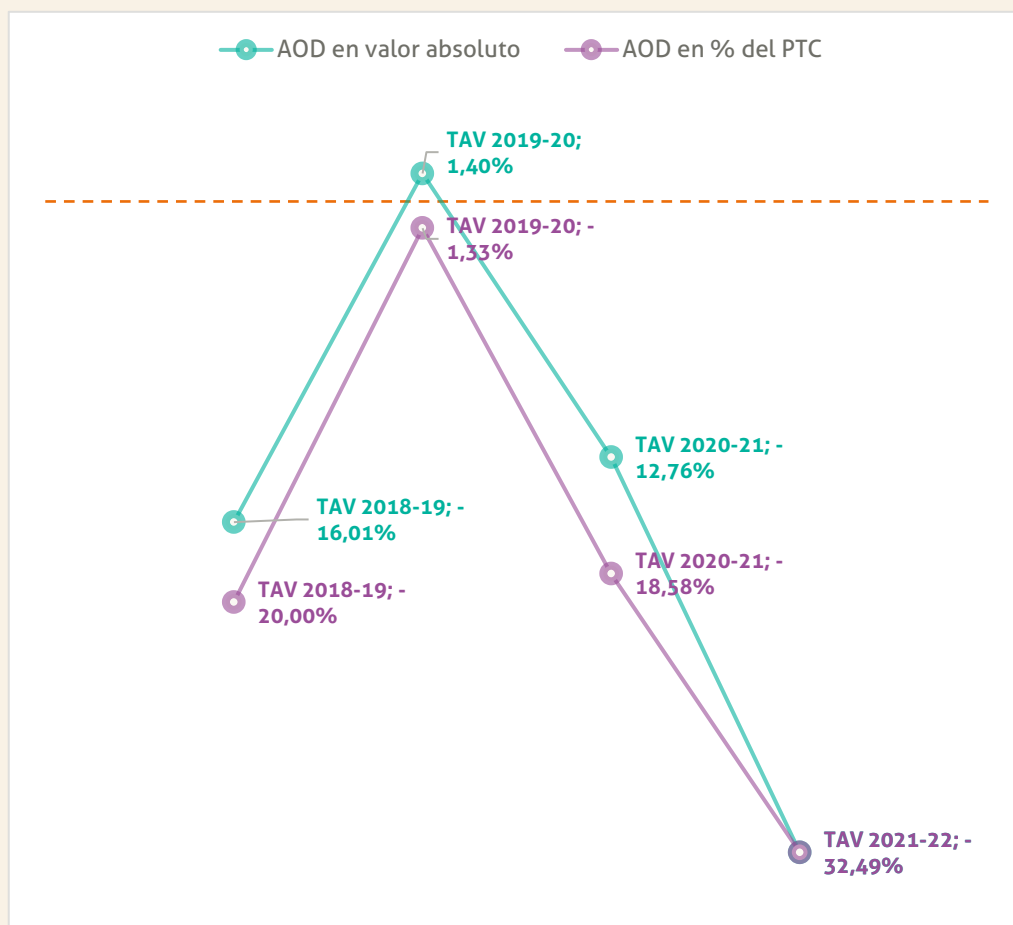 AOD en valor absoluto AOD en % del PTC
TAV 2019-20;
1,40%
TAV 2019-20; -
1,33%
TAV 2020-21; -
12,76%
TAV 2018-19; -
16,01%
TAV 2020-21; -
18,58%
TAV 2018-19; -
20,00%
TAV 2021-22; -
32,49%